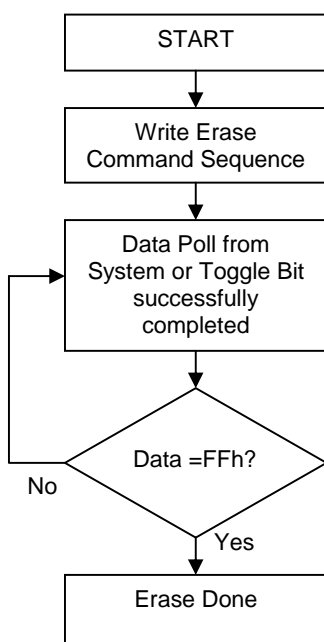 START
Write Erase
Command Sequence
Data Poll from
System or Toggle Bit
successfully
completed
Data =FFh?
No
Yes
Erase Done